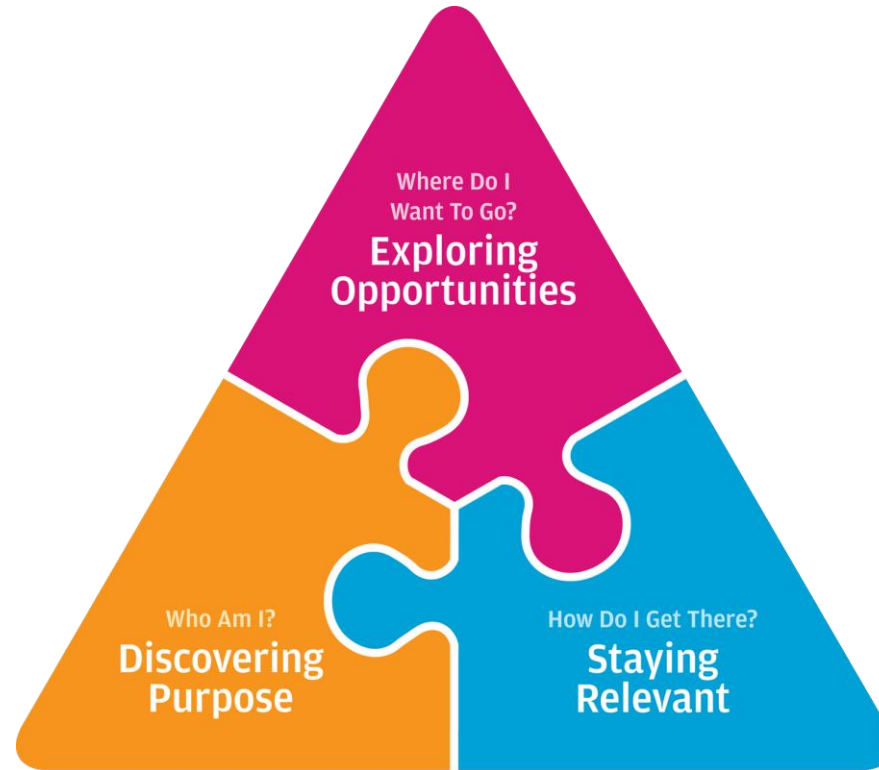 Where Do I
Want To Go?
Exploring
Opportunities
Who Am I?
Discovering
Purpose
How Do I Get There?
Staying
Relevant